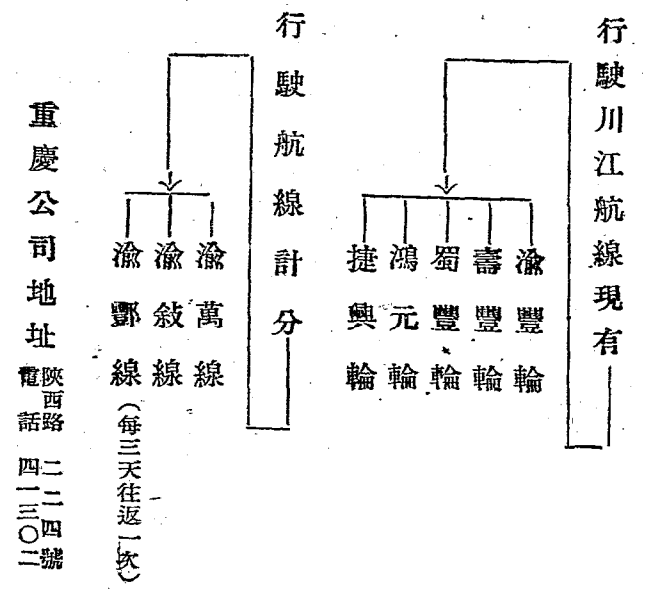 行駛川江航線現有
渝豐輪
壽豐輪
蜀豐輪
鴻元輪
捷興輪
行駛航線計分
渝萬線
渝敍線
渝酆線(每三天往返一次)
重慶公司地址
陝西路 二二四號
電話 四一三〇二